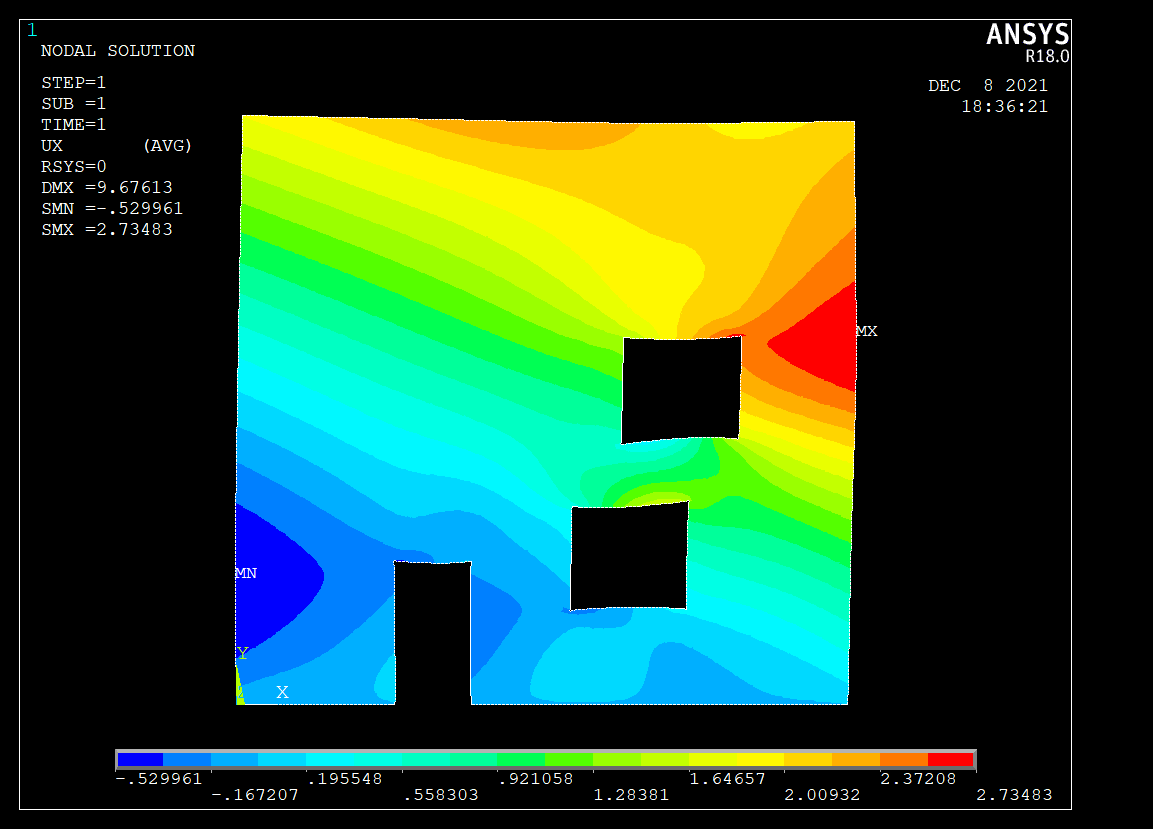 1
ANSYS
R18.0
NODAL SOLUTION
STEP=1
SUB =1
TIME=1
UX (AVG)
RSYS=0
DMX =9.67613
SMN =-.529961
SMX =2.73483
DEC 8 2021
18:36:21
MX
MN
Y
X
-.529961 .195548 .921058 1.64657 2.37208
-.167207 .558303 1.28381 2.00932 2.73483